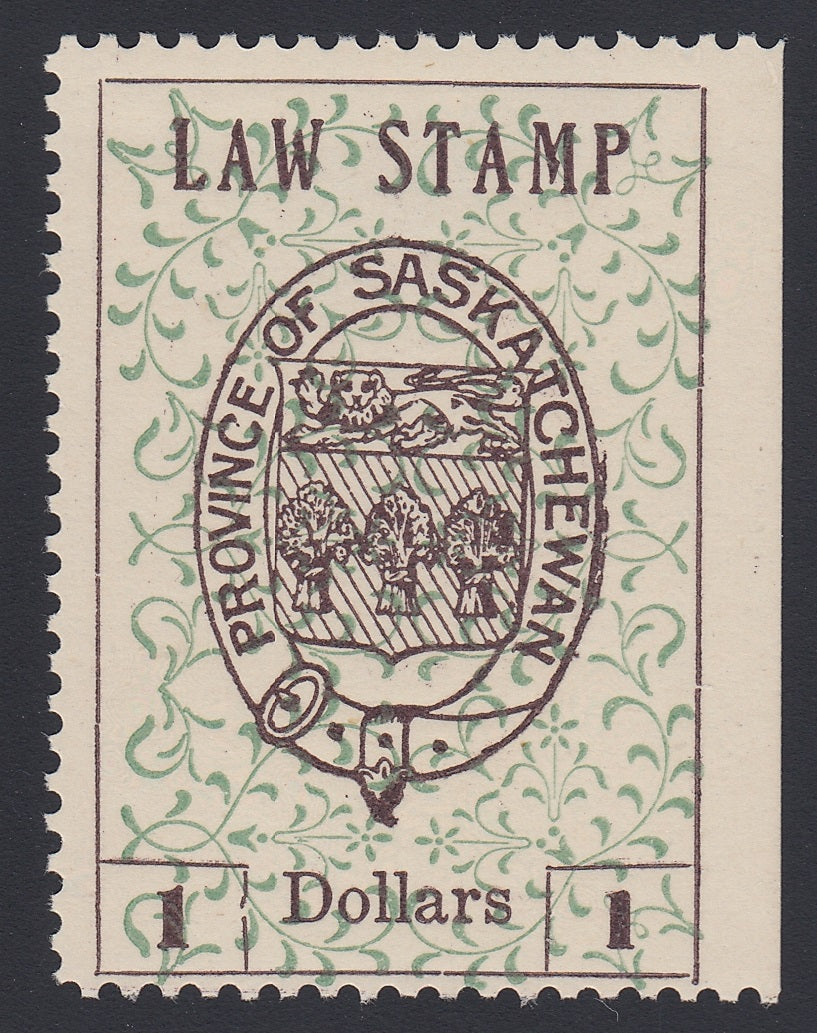 LAW STAMP
PROVINCE OF SASKATCHEWAN
1 Dollars 1